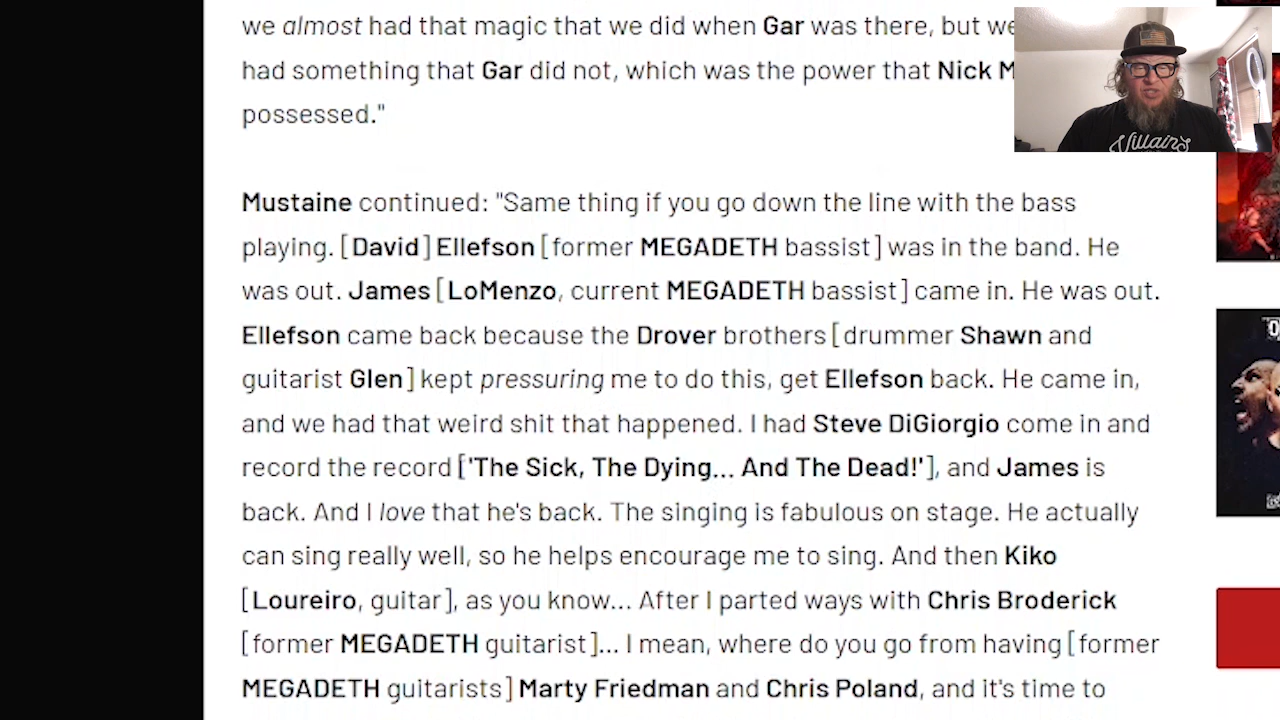 we almost had that magic that we did when Gar was there, but we
had something that Gar did not, which was the power that Nick M
possessed."
Mustaine continued: "Same thing if you go down the line with the bass
playing. [David] Ellefson [former MEGADETH bassist] was in the band. He
was out. James [LoMenzo, current MEGADETH bassist] came in. He was out.
Ellefson came back because the Drover brothers [drummer Shawn and
guitarist Glen] kept pressuring me to do this, get Ellefson back. He came in,
and we had that weird shit that happened. I had Steve DiGiorgio come in and
record the record ['The Sick, The Dying... And The Dead!'], and James is
back. And I love that he's back. The singing is fabulous on stage. He actually
can sing really well, so he helps encourage me to sing. And then Kiko
[Loureiro, guitar], as you know... After I parted ways with Chris Broderick
[former MEGADETH guitarist]... I mean, where do you go from having [former
MEGADETH guitarists] Marty Friedman and Chris Poland, and it's time to
Villains